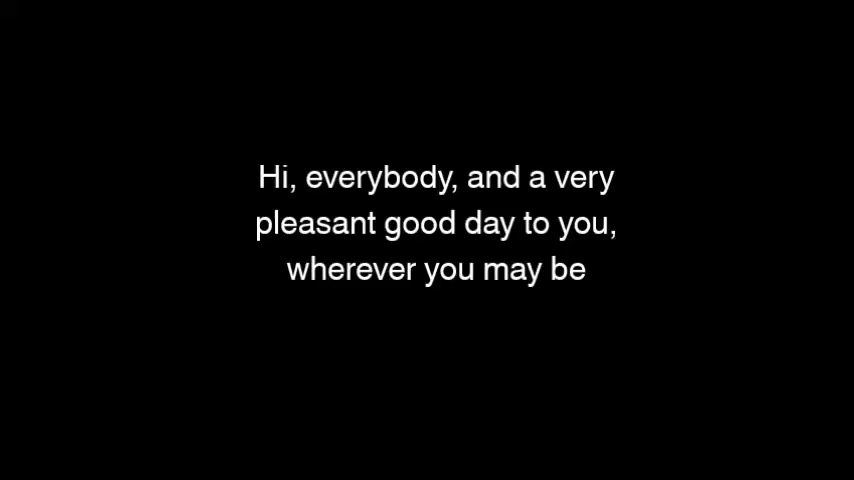 Hi, everybody, and a very
pleasant good day to you,
wherever you may be